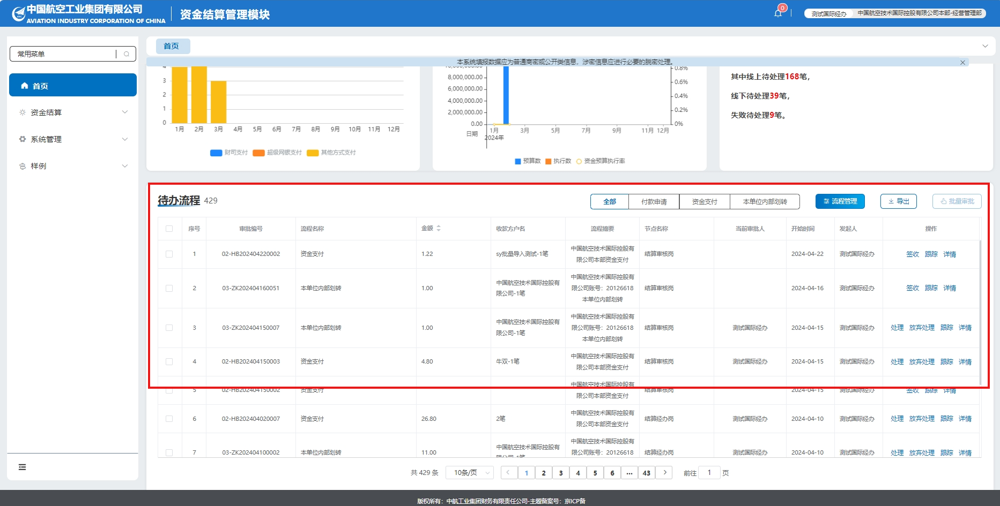 中国航空工业集团有限公司
AVIATION INDUSTRY CORPORATION OF CHINA
资金结算管理模块
0
测试国际经办 中国航空技术国际控股有限公司本部-经营管理部
常用菜单
首页
资金结算
系统管理
样例
首页
本系统填报数据应为普通商密或公开类信息，涉密信息应进行必要的脱密处理。
4
3
2
1
0
1月 2月 3月 4月 5月 6月 7月 8月 9月 10月 11月 12月
财司支付 超级网银支付 其他方式支付
10,000,000.00
8,000,000.00
6,000,000.00
4,000,000.00
2,000,000.00
0.00
0.8%
0.6%
0.4%
0.2%
0%
日期
1月 3月 5月 7月 9月 11月 12月
2024年
预算数 执行数 资金预算执行率
其中线上待处理168笔，
线下待处理39笔，
失败待处理9笔。
待办流程 429
全部 付款申请 资金支付 本单位内部划转 流程管理 导出 批量审批
序号 审批编号 流程名称 金额 收款方户名 流程摘要 节点名称 当前审批人 开始时间 发起人 操作
1 02-HB202404220002 资金支付 1.22 sy批量导入测试-1笔 中国航空技术国际控股有限公司本部资金支付 结算审核岗 2024-04-22 测试国际经办 签收 跟踪 详情
2 03-ZK202404160051 本单位内部划转 1.00 中国航空技术国际控股有限公司-1笔 中国航空技术国际控股有限公司账号：20126618本单位内部划转 结算审核岗 2024-04-16 测试国际经办 签收 跟踪 详情
3 03-ZK202404150007 本单位内部划转 1.00 中国航空技术国际控股有限公司-1笔 中国航空技术国际控股有限公司账号：20126618本单位内部划转 结算审核岗 测试国际经办 2024-04-15 测试国际经办 处理 放弃处理 跟踪 详情
4 02-HB202404150003 资金支付 4.80 牛双-1笔 中国航空技术国际控股有限公司本部资金支付 结算审核岗 测试国际经办 2024-04-15 测试国际经办 处理 放弃处理 跟踪 详情
5 02-HB202404150002 资金支付 中国航空技术国际控股有限公司本部资金支付 结算审核岗 2024-04-15 测试国际经办 签收 跟踪 详情
6 02-HB202404020007 资金支付 26.80 2笔 中国航空技术国际控股有限公司本部资金支付 结算经办岗 测试国际经办 2024-04-10 测试国际经办 处理 放弃处理 跟踪 详情
7 03-ZK202404100002 本单位内部划转 11.00 中国航空技术国际控股有限公司-1笔 中国航空技术国际控股有限公司账号：20126618 结算经办岗 测试国际经办 2024-04-10 测试国际经办 处理 放弃处理 跟踪 详情
共 429 条 10条/页 1 2 3 4 5 6 ... 43 前往 1 页
版权所有：中航工业集团财务有限责任公司-主题备案号：京ICP备